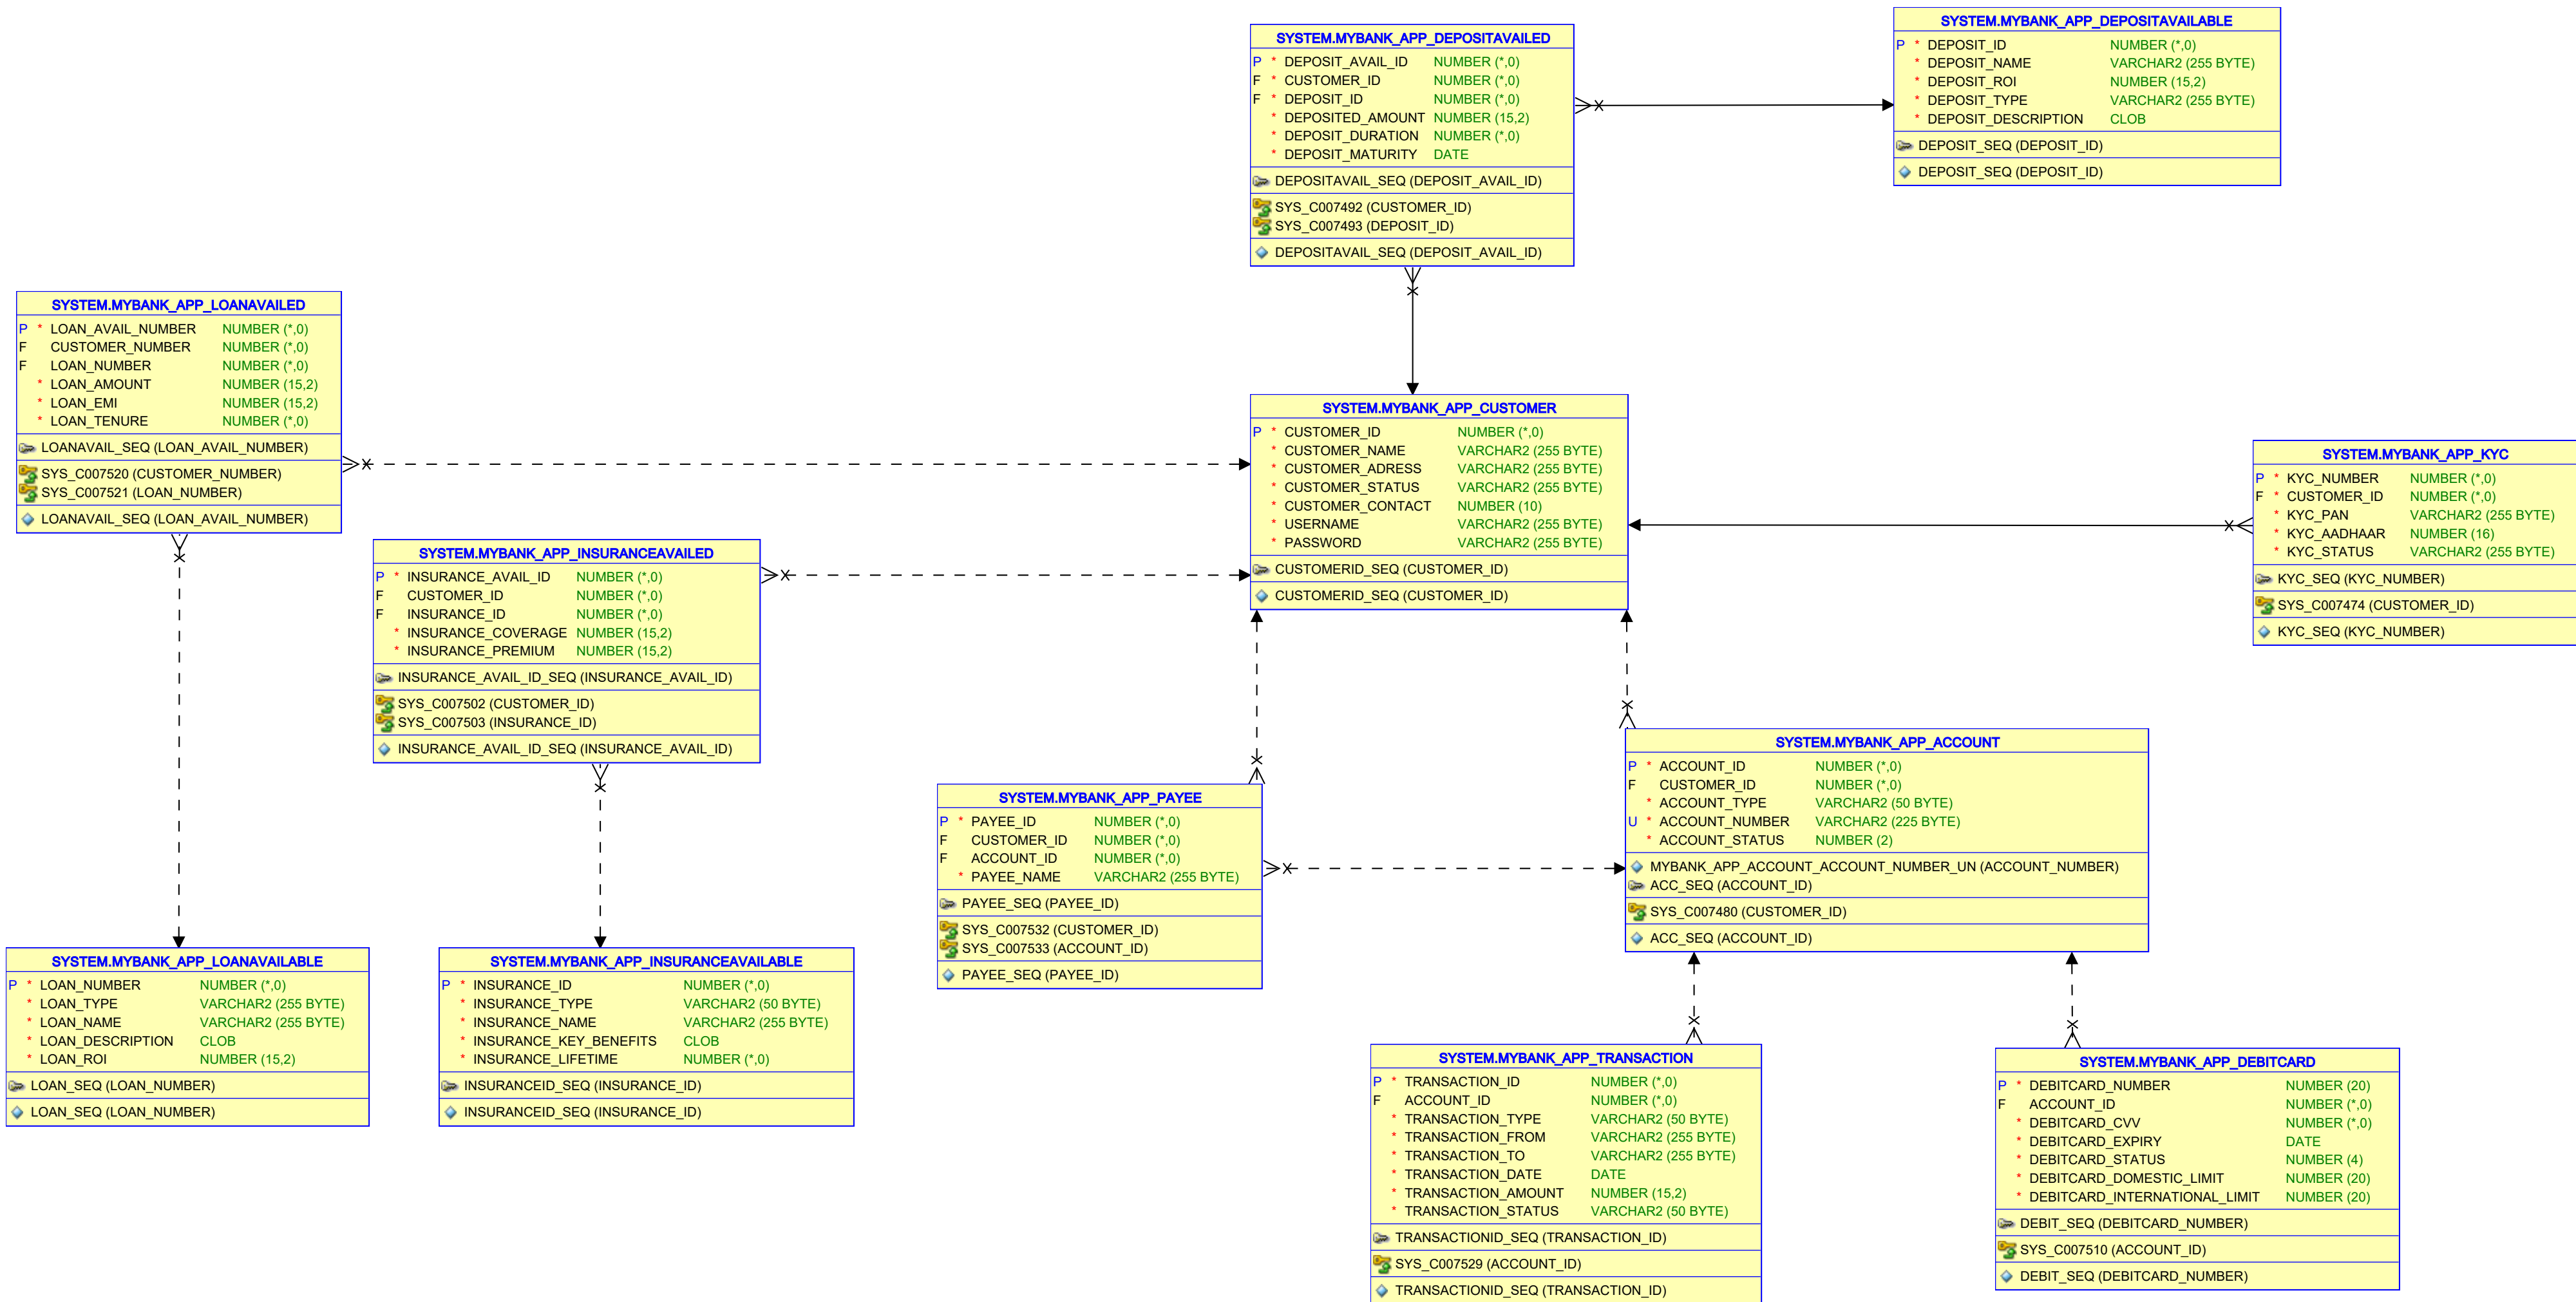 SYSTEM.MYBANK_APP_DEPOSITAVAILED
P * DEPOSIT_AVAIL_ID NUMBER (*,0)
F * CUSTOMER_ID NUMBER (*,0)
F * DEPOSIT_ID NUMBER (*,0)
* DEPOSITED_AMOUNT NUMBER (15,2)
* DEPOSIT_DURATION NUMBER (*,0)
* DEPOSIT_MATURITY DATE
DEPOSITAVAIL_SEQ (DEPOSIT_AVAIL_ID)
SYS_C007492 (CUSTOMER_ID)
SYS_C007493 (DEPOSIT_ID)
DEPOSITAVAIL_SEQ (DEPOSIT_AVAIL_ID)
SYSTEM.MYBANK_APP_DEPOSITAVAILABLE
P * DEPOSIT_ID NUMBER (*,0)
* DEPOSIT_NAME VARCHAR2 (255 BYTE)
* DEPOSIT_ROI NUMBER (15,2)
* DEPOSIT_TYPE VARCHAR2 (255 BYTE)
* DEPOSIT_DESCRIPTION CLOB
DEPOSIT_SEQ (DEPOSIT_ID)
DEPOSIT_SEQ (DEPOSIT_ID)
SYSTEM.MYBANK_APP_LOANAVAILED
P * LOAN_AVAIL_NUMBER NUMBER (*,0)
F CUSTOMER_NUMBER NUMBER (*,0)
F LOAN_NUMBER NUMBER (*,0)
* LOAN_AMOUNT NUMBER (15,2)
* LOAN_EMI NUMBER (15,2)
* LOAN_TENURE NUMBER (*,0)
LOANAVAIL_SEQ (LOAN_AVAIL_NUMBER)
SYS_C007520 (CUSTOMER_NUMBER)
SYS_C007521 (LOAN_NUMBER)
LOANAVAIL_SEQ (LOAN_AVAIL_NUMBER)
SYSTEM.MYBANK_APP_CUSTOMER
P * CUSTOMER_ID NUMBER (*,0)
* CUSTOMER_NAME VARCHAR2 (255 BYTE)
* CUSTOMER_ADRESS VARCHAR2 (255 BYTE)
* CUSTOMER_STATUS VARCHAR2 (255 BYTE)
* CUSTOMER_CONTACT NUMBER (10)
* USERNAME VARCHAR2 (255 BYTE)
* PASSWORD VARCHAR2 (255 BYTE)
CUSTOMERID_SEQ (CUSTOMER_ID)
CUSTOMERID_SEQ (CUSTOMER_ID)
SYSTEM.MYBANK_APP_KYC
P * KYC_NUMBER NUMBER (*,0)
F * CUSTOMER_ID NUMBER (*,0)
* KYC_PAN VARCHAR2 (255 BYTE)
* KYC_AADHAAR NUMBER (16)
* KYC_STATUS VARCHAR2 (255 BYTE)
KYC_SEQ (KYC_NUMBER)
SYS_C007474 (CUSTOMER_ID)
KYC_SEQ (KYC_NUMBER)
SYSTEM.MYBANK_APP_INSURANCEAVAILED
P * INSURANCE_AVAIL_ID NUMBER (*,0)
F CUSTOMER_ID NUMBER (*,0)
F INSURANCE_ID NUMBER (*,0)
* INSURANCE_COVERAGE NUMBER (15,2)
* INSURANCE_PREMIUM NUMBER (15,2)
INSURANCE_AVAIL_ID_SEQ (INSURANCE_AVAIL_ID)
SYS_C007502 (CUSTOMER_ID)
SYS_C007503 (INSURANCE_ID)
INSURANCE_AVAIL_ID_SEQ (INSURANCE_AVAIL_ID)
SYSTEM.MYBANK_APP_PAYEE
P * PAYEE_ID NUMBER (*,0)
F CUSTOMER_ID NUMBER (*,0)
F ACCOUNT_ID NUMBER (*,0)
* PAYEE_NAME VARCHAR2 (255 BYTE)
PAYEE_SEQ (PAYEE_ID)
SYS_C007532 (CUSTOMER_ID)
SYS_C007533 (ACCOUNT_ID)
PAYEE_SEQ (PAYEE_ID)
SYSTEM.MYBANK_APP_ACCOUNT
P * ACCOUNT_ID NUMBER (*,0)
F CUSTOMER_ID NUMBER (*,0)
* ACCOUNT_TYPE VARCHAR2 (50 BYTE)
U * ACCOUNT_NUMBER VARCHAR2 (225 BYTE)
* ACCOUNT_STATUS NUMBER (2)
MYBANK_APP_ACCOUNT_ACCOUNT_NUMBER_UN (ACCOUNT_NUMBER)
ACC_SEQ (ACCOUNT_ID)
SYS_C007480 (CUSTOMER_ID)
ACC_SEQ (ACCOUNT_ID)
SYSTEM.MYBANK_APP_LOANAVAILABLE
P * LOAN_NUMBER NUMBER (*,0)
* LOAN_TYPE VARCHAR2 (255 BYTE)
* LOAN_NAME VARCHAR2 (255 BYTE)
* LOAN_DESCRIPTION CLOB
* LOAN_ROI NUMBER (15,2)
LOAN_SEQ (LOAN_NUMBER)
LOAN_SEQ (LOAN_NUMBER)
SYSTEM.MYBANK_APP_INSURANCEAVAILABLE
P * INSURANCE_ID NUMBER (*,0)
* INSURANCE_TYPE VARCHAR2 (50 BYTE)
* INSURANCE_NAME VARCHAR2 (255 BYTE)
* INSURANCE_KEY_BENEFITS CLOB
* INSURANCE_LIFETIME NUMBER (*,0)
INSURANCEID_SEQ (INSURANCE_ID)
INSURANCEID_SEQ (INSURANCE_ID)
SYSTEM.MYBANK_APP_TRANSACTION
P * TRANSACTION_ID NUMBER (*,0)
F ACCOUNT_ID NUMBER (*,0)
* TRANSACTION_TYPE VARCHAR2 (50 BYTE)
* TRANSACTION_FROM VARCHAR2 (255 BYTE)
* TRANSACTION_TO VARCHAR2 (255 BYTE)
* TRANSACTION_DATE DATE
* TRANSACTION_AMOUNT NUMBER (15,2)
* TRANSACTION_STATUS VARCHAR2 (50 BYTE)
TRANSACTIONID_SEQ (TRANSACTION_ID)
SYS_C007529 (ACCOUNT_ID)
TRANSACTIONID_SEQ (TRANSACTION_ID)
SYSTEM.MYBANK_APP_DEBITCARD
P * DEBITCARD_NUMBER NUMBER (20)
F ACCOUNT_ID NUMBER (*,0)
* DEBITCARD_CVV NUMBER (*,0)
* DEBITCARD_EXPIRY DATE
* DEBITCARD_STATUS NUMBER (4)
* DEBITCARD_DOMESTIC_LIMIT NUMBER (20)
* DEBITCARD_INTERNATIONAL_LIMIT NUMBER (20)
DEBIT_SEQ (DEBITCARD_NUMBER)
SYS_C007510 (ACCOUNT_ID)
DEBIT_SEQ (DEBITCARD_NUMBER)